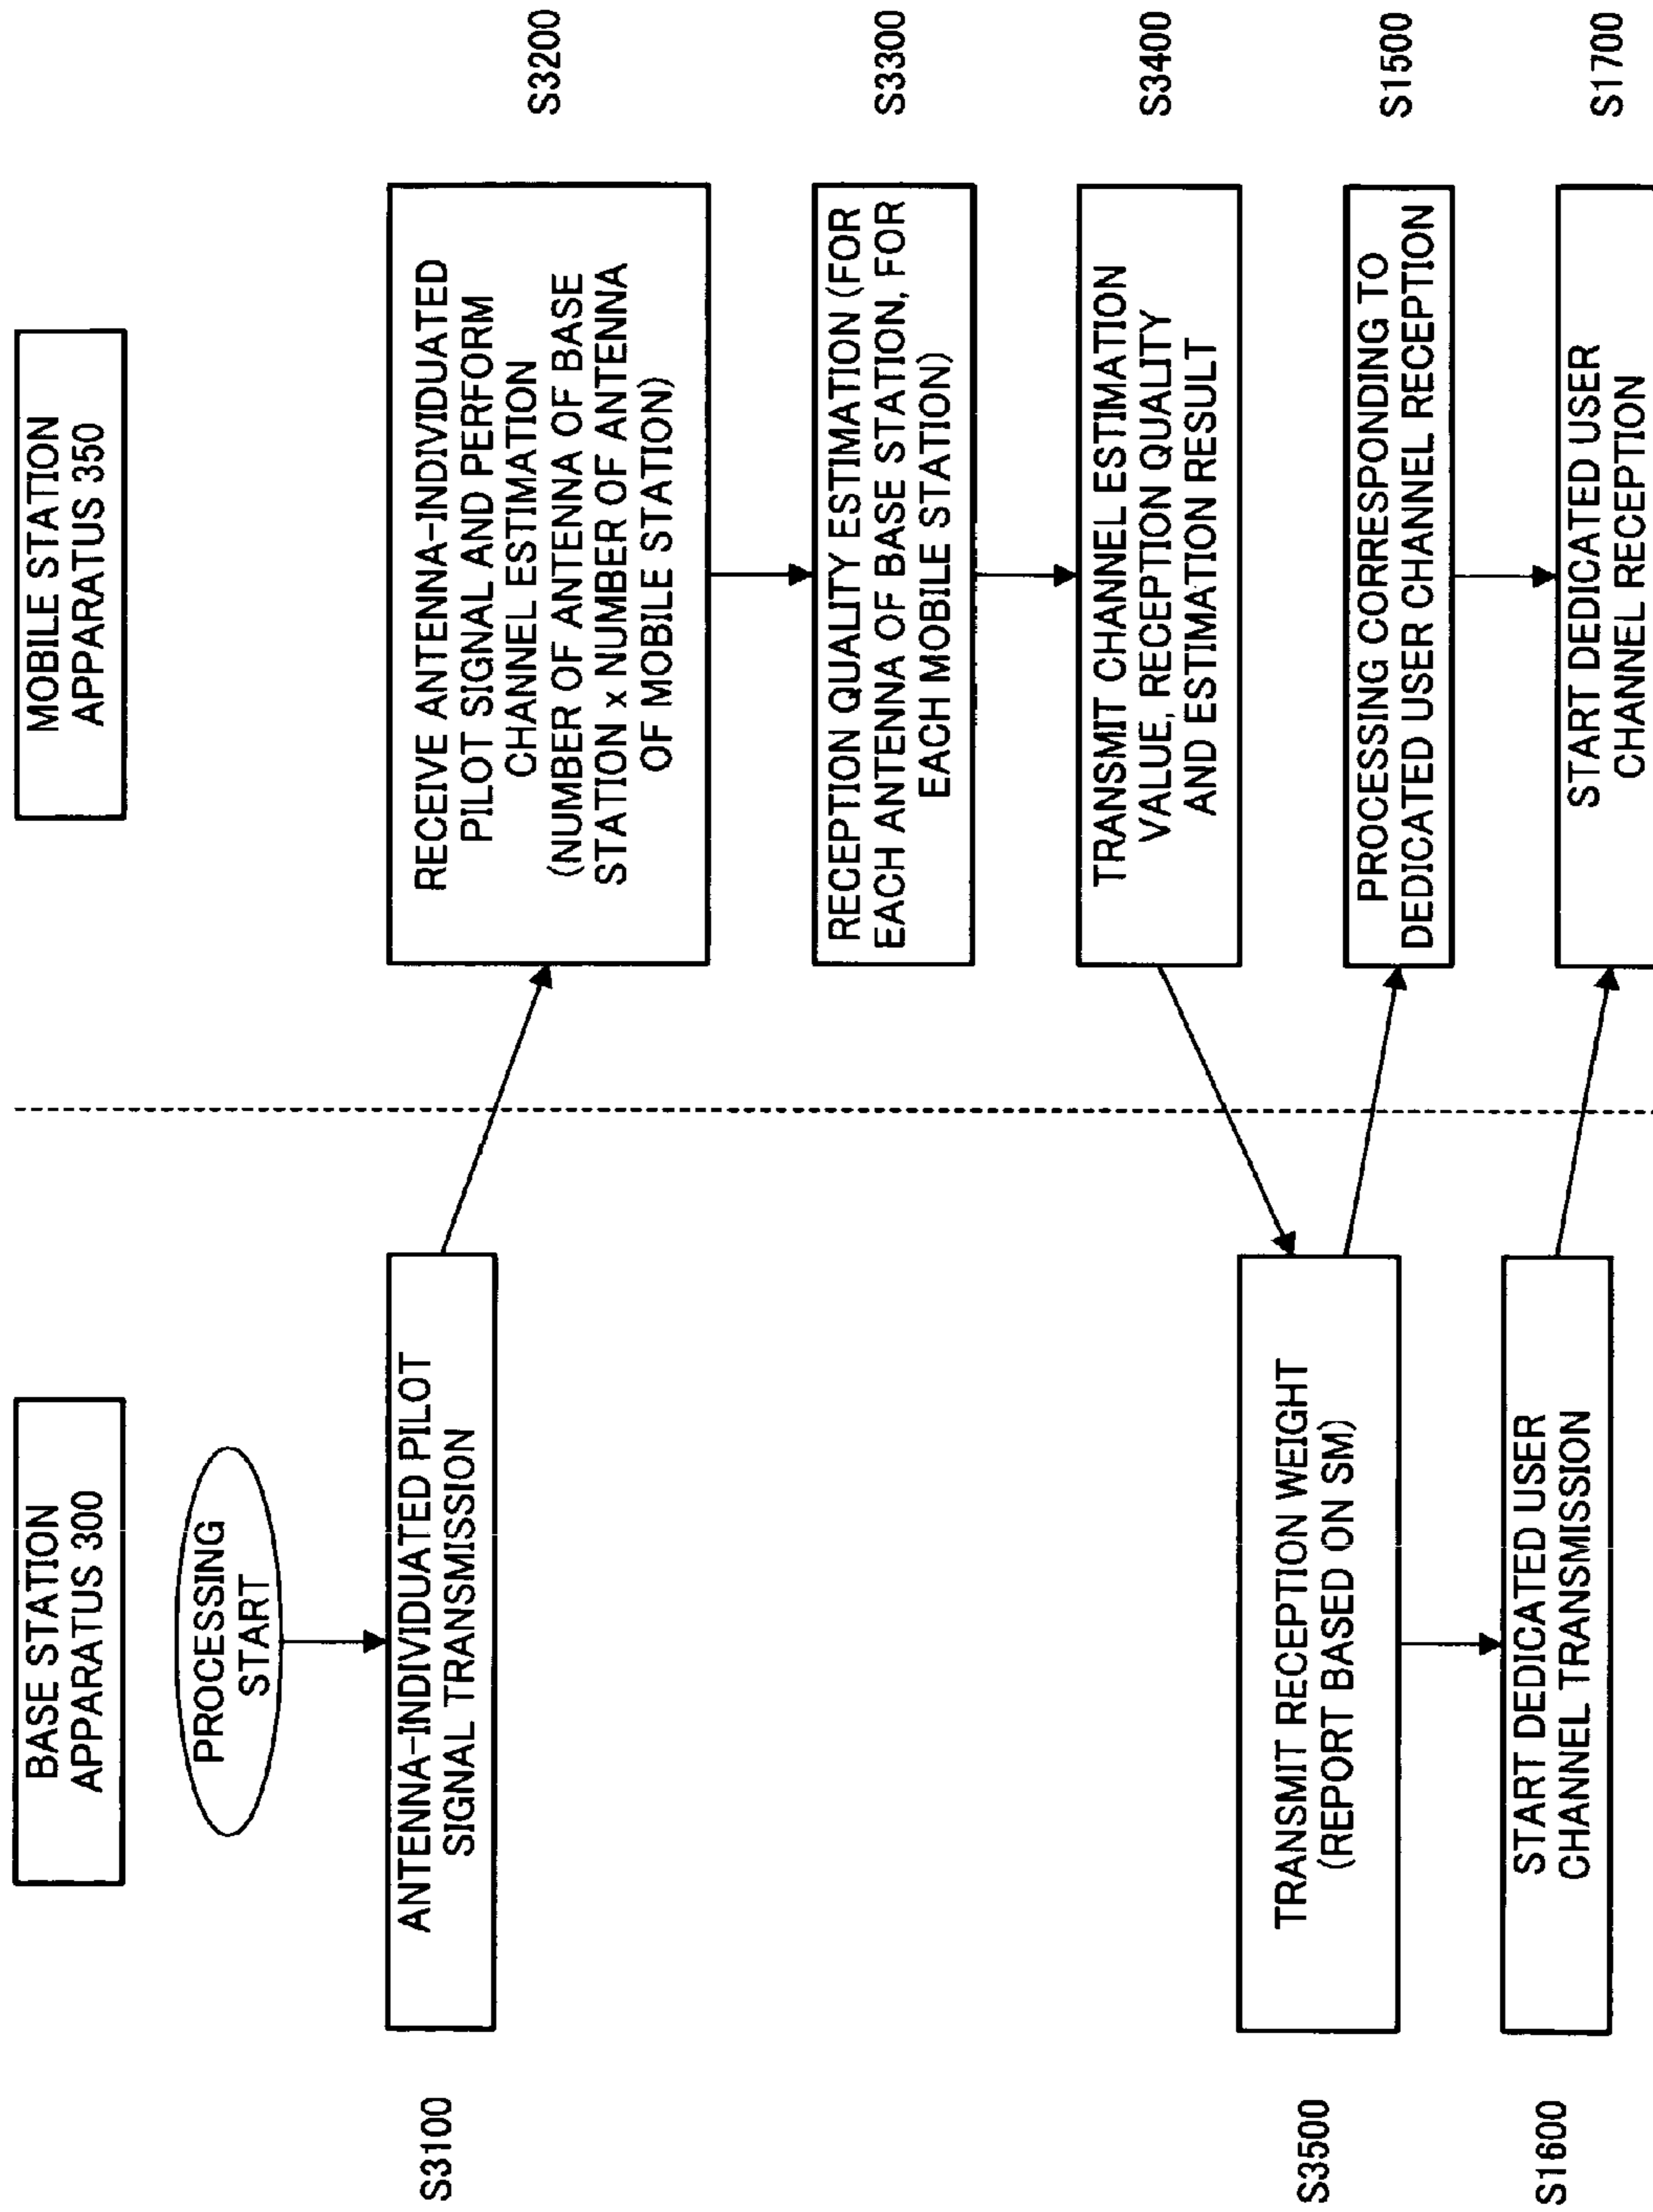 BASE STATION
APPARATUS 300
MOBILE STATION
APPARATUS 350
PROCESSING
START
S3100
ANTENNA-INDIVIDUATED PILOT
SIGNAL TRANSMISSION
RECEIVE ANTENNA-INDIVIDUATED
PILOT SIGNAL AND PERFORM
CHANNEL ESTIMATION
(NUMBER OF ANTENNA OF BASE
STATION x NUMBER OF ANTENNA
OF MOBILE STATION)
S3200
RECEPTION QUALITY ESTIMATION (FOR
EACH ANTENNA OF BASE STATION, FOR
EACH MOBILE STATION)
S3300
TRANSMIT CHANNEL ESTIMATION
VALUE, RECEPTION QUALITY
AND ESTIMATION RESULT
S3400
S3500
TRANSMIT RECEPTION WEIGHT
(REPORT BASED ON SM)
PROCESSING CORRESPONDING TO
DEDICATED USER CHANNEL RECEPTION
S1500
S1600
START DEDICATED USER
CHANNEL TRANSMISSION
START DEDICATED USER
CHANNEL RECEPTION
S1700